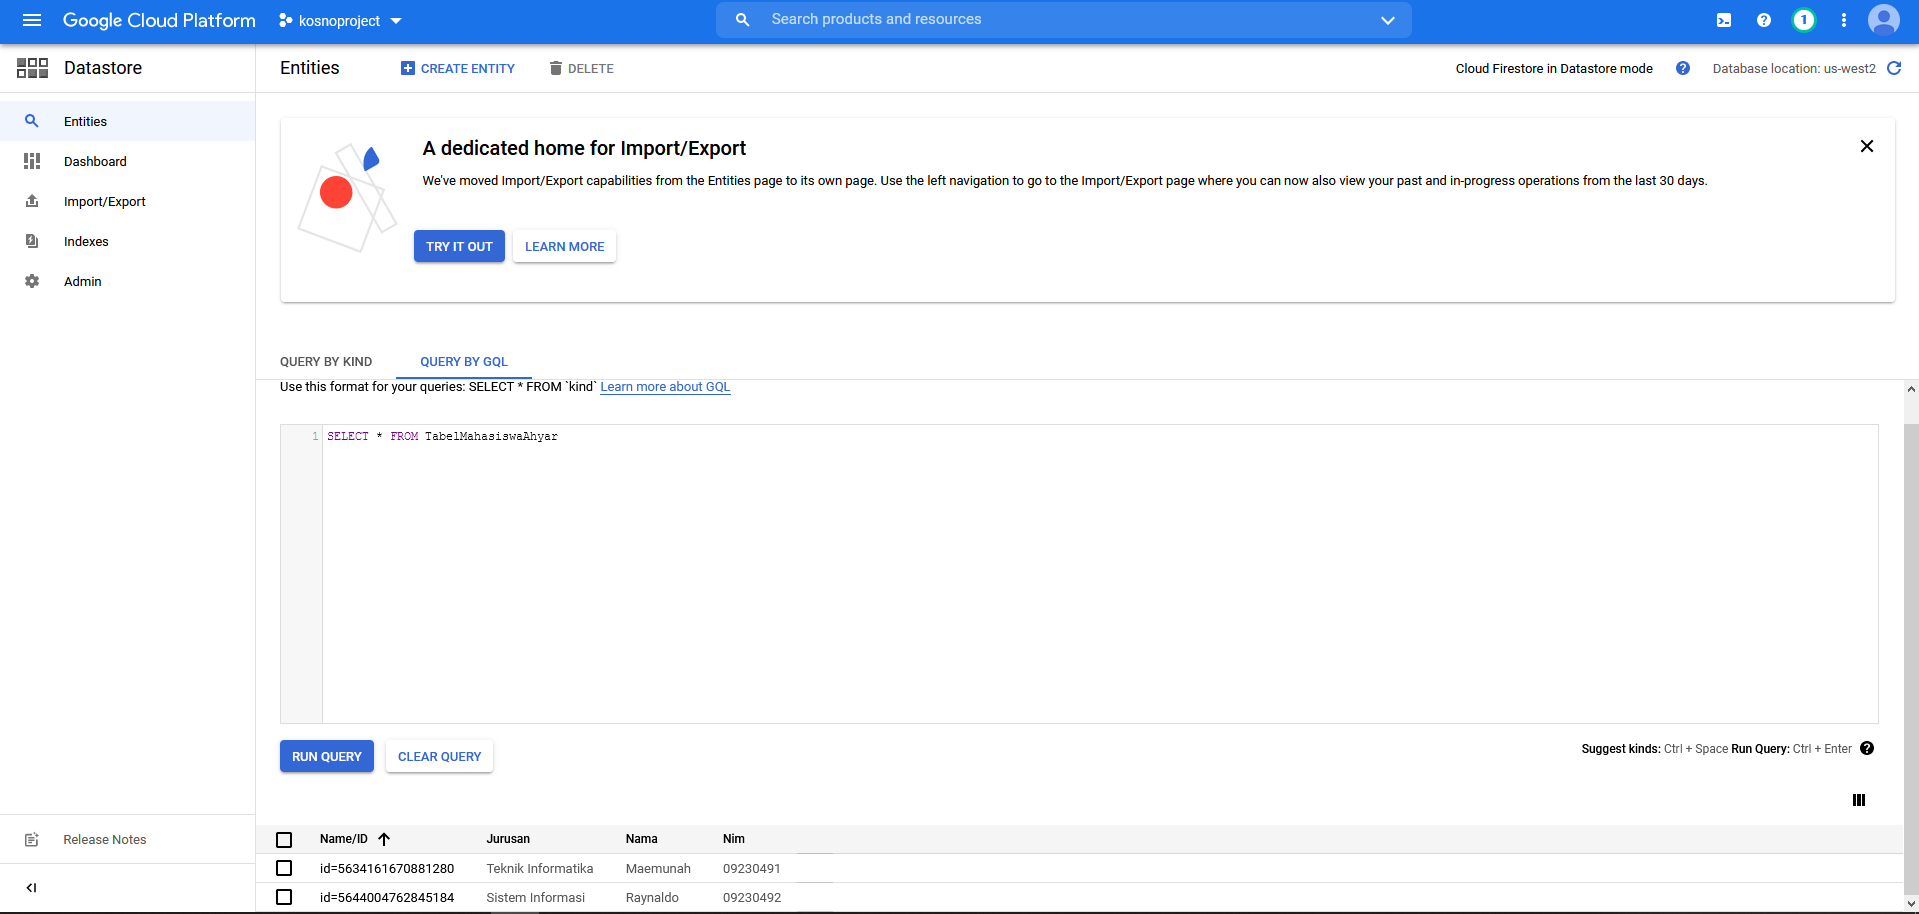 Google Cloud Platform kosnoproject Search products and resources 1
Datastore
Entities CREATE ENTITY DELETE Cloud Firestore in Datastore mode Database location: us-west2
Entities
Dashboard
Import/Export
Indexes
Admin
A dedicated home for Import/Export
We've moved Import/Export capabilities from the Entities page to its own page. Use the left navigation to go to the Import/Export page where you can now also view your past and in-progress operations from the last 30 days.
TRY IT OUT LEARN MORE
QUERY BY KIND QUERY BY GQL
Use this format for your queries: SELECT * FROM `kind` Learn more about GQL
1 SELECT * FROM TabelMahasiswaAhyar
RUN QUERY CLEAR QUERY Suggest kinds: Ctrl + Space Run Query: Ctrl + Enter
Name/ID Jurusan Nama Nim
id=5634161670881280 Teknik Informatika Maemunah 09230491
id=5644004762845184 Sistem Informasi Raynaldo 09230492
Release Notes